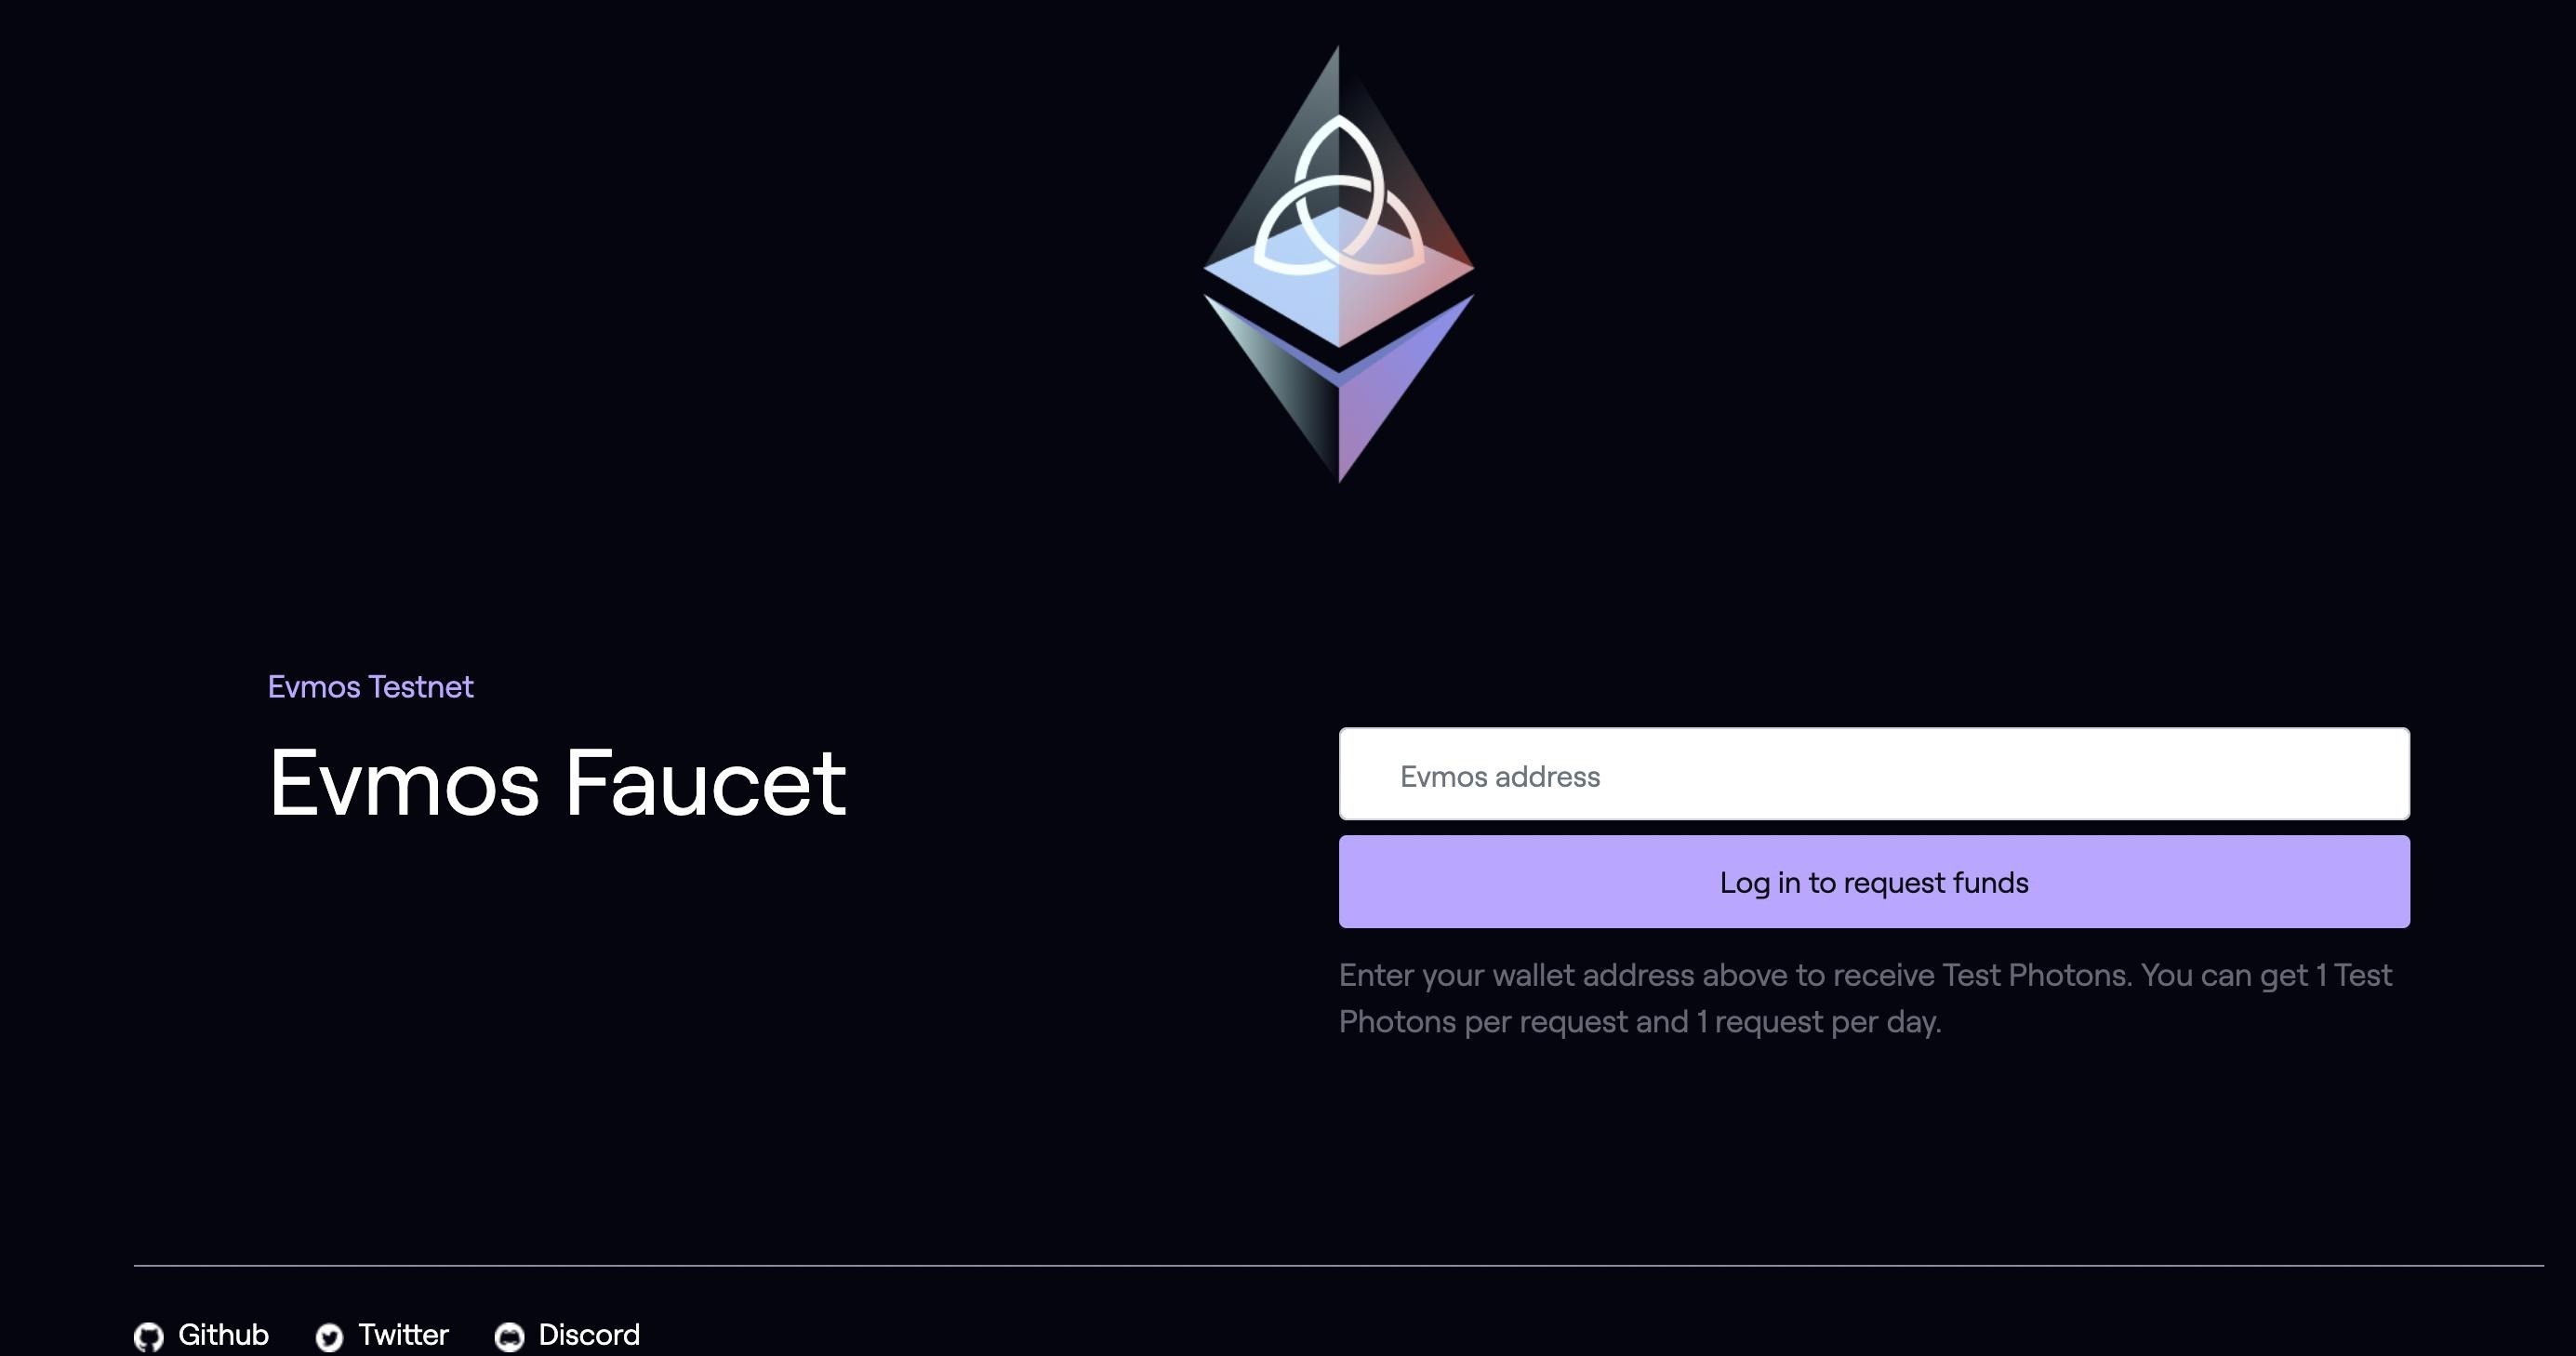 Evmos Testnet
Evmos Faucet
Evmos address
Log in to request funds
Enter your wallet address above to receive Test Photons. You can get 1 Test
Photons per request and 1 request per day.
Github Twitter Discord